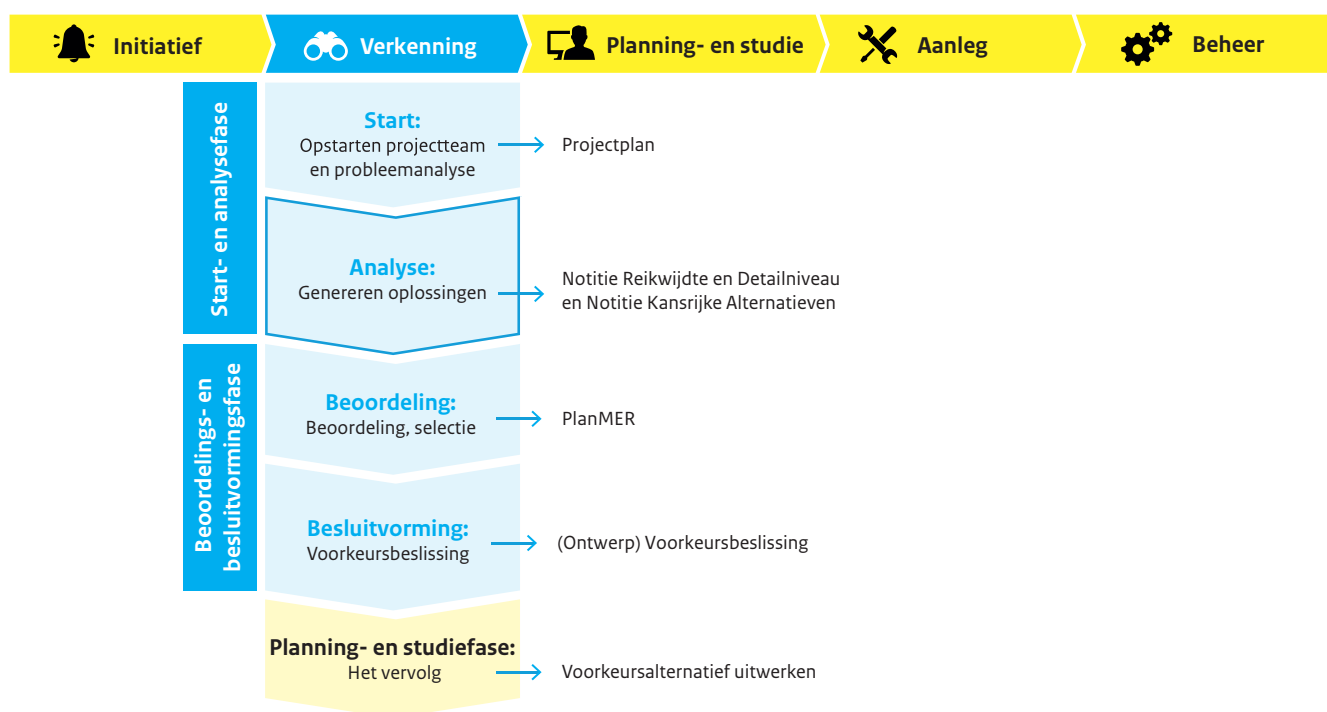 Initiatief
Verkenning
Planning- en studie
Aanleg
Beheer
Start- en analysefase
Start:
Opstarten projectteam
en probleemanalyse
Projectplan
Analyse:
Genereren oplossingen
Notitie Reikwijdte en Detailniveau
en Notitie Kansrijke Alternatieven
Beoordelings- en
besluitvormingsfase
Beoordeling:
Beoordeling, selectie
PlanMER
Besluitvorming:
Voorkeursbeslissing
(Ontwerp) Voorkeursbeslissing
Planning- en studiefase:
Het vervolg
Voorkeursalternatief uitwerken